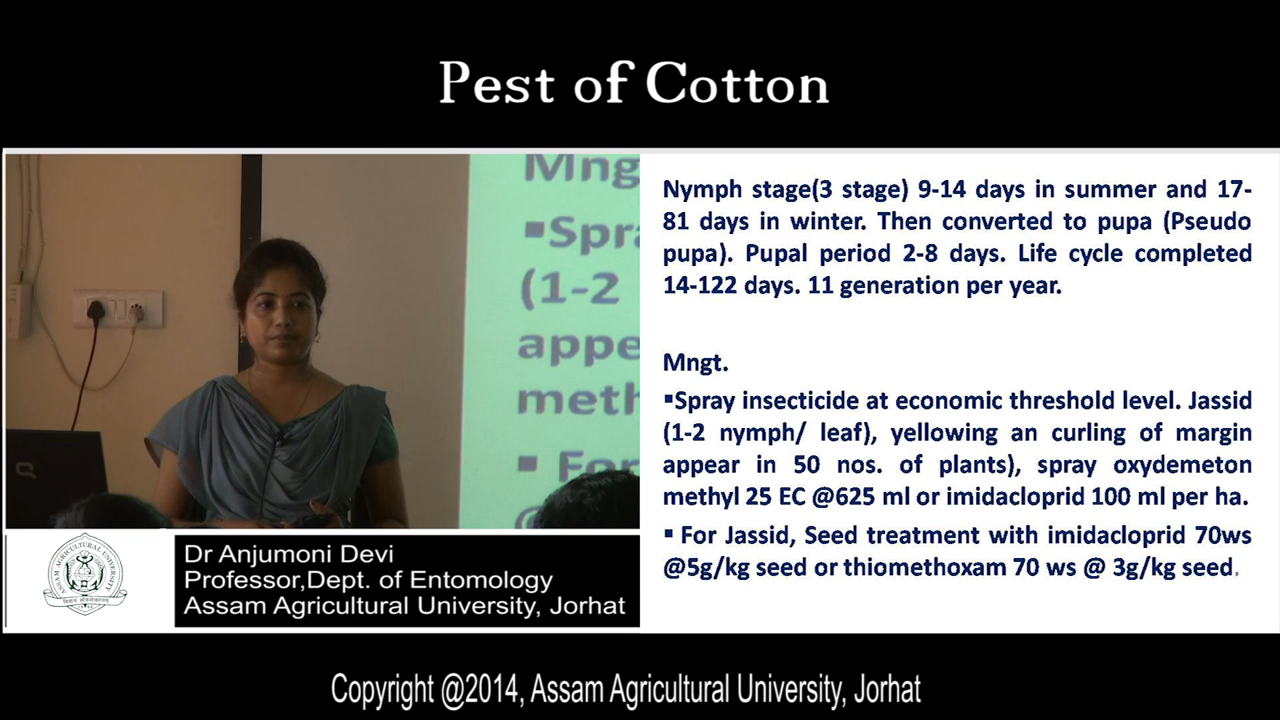 Pest of Cotton
Mng
▪Spra
(1-2
appe
meth
▪ For
Nymph stage(3 stage) 9-14 days in summer and 17-
81 days in winter. Then converted to pupa (Pseudo
pupa). Pupal period 2-8 days. Life cycle completed
14-122 days. 11 generation per year.
Mngt.
▪Spray insecticide at economic threshold level. Jassid
(1-2 nymph/ leaf), yellowing an curling of margin
appear in 50 nos. of plants), spray oxydemeton
methyl 25 EC @625 ml or imidacloprid 100 ml per ha.
▪ For Jassid, Seed treatment with imidacloprid 70ws
@5g/kg seed or thiomethoxam 70 ws @ 3g/kg seed.
ASSAM AGRICULTURAL UNIVERSITY
Dr Anjumoni Devi
Professor,Dept. of Entomology
Assam Agricultural University, Jorhat
Copyright @2014, Assam Agricultural University, Jorhat